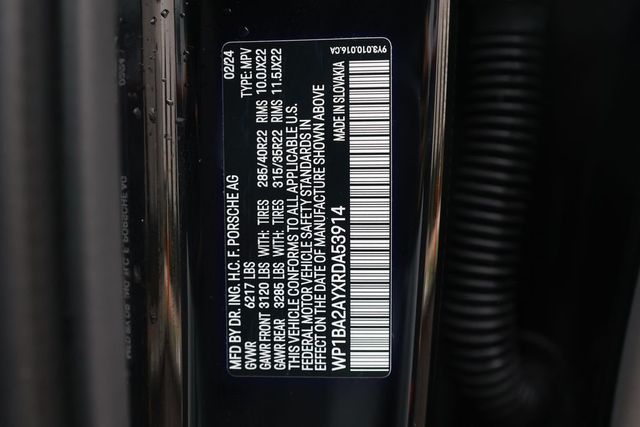 MFD BY DR. ING. H.C. F. PORSCHE AG 02/24
GVWR 6217 LBS TYPE: MPV
GAWR FRONT 3120 LBS WITH: TIRES 285/40R22 RIMS 10.0JX22
GAWR REAR 3285 LBS WITH: TIRES 315/35R22 RIMS 11.5JX22
THIS VEHICLE CONFORMS TO ALL APPLICABLE U.S.
FEDERAL MOTOR VEHICLE SAFETY STANDARDS IN
EFFECT ON THE DATE OF MANUFACTURE SHOWN ABOVE
WP1BA2AYXRDA53914 MADE IN SLOVAKIA
9Y3.010.016.CA